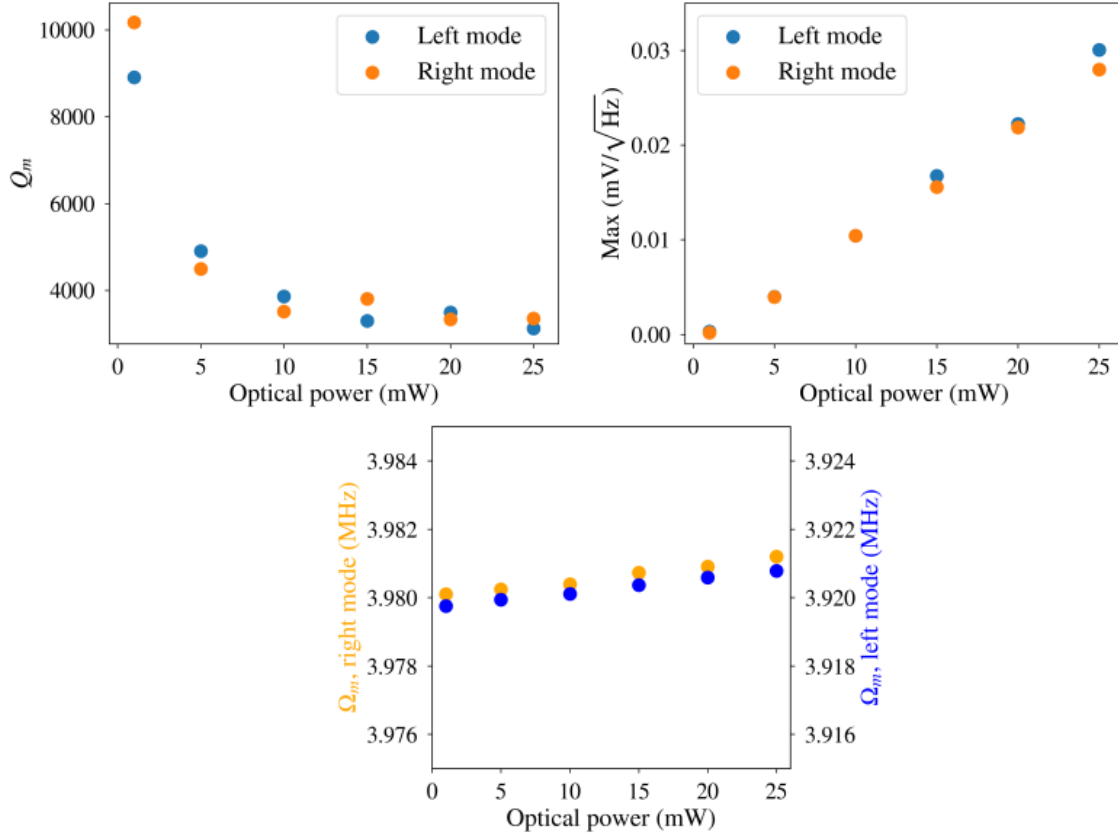 10000
8000
6000
4000
Q_m
Left mode
Right mode
0 5 10 15 20 25
Optical power (mW)
0.03
0.02
0.01
0.00
Max (mV/√Hz)
Left mode
Right mode
0 5 10 15 20 25
Optical power (mW)
3.984
3.982
3.980
3.978
3.976
Ω_m, right mode (MHz)
3.924
3.922
3.920
3.918
3.916
Ω_m, left mode (MHz)
0 5 10 15 20 25
Optical power (mW)